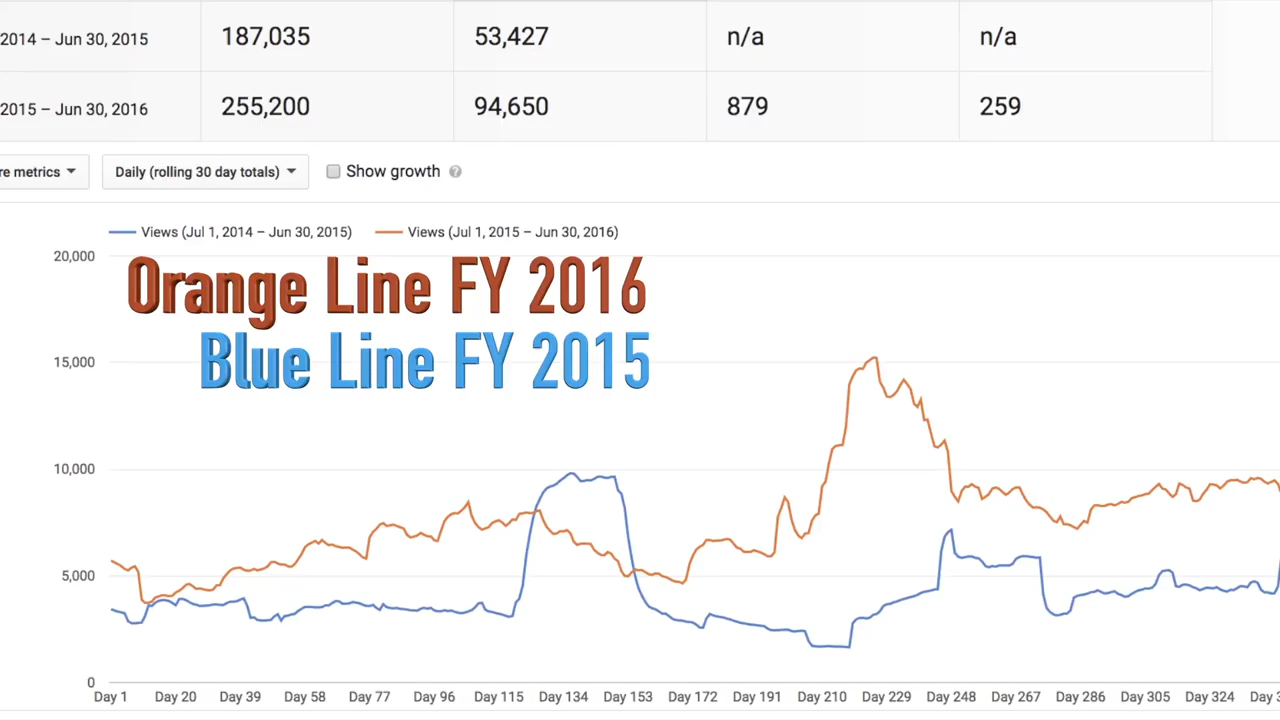 2014 – Jun 30, 2015 187,035 53,427 n/a n/a
2015 – Jun 30, 2016 255,200 94,650 879 259
re metrics Daily (rolling 30 day totals) Show growth ?
Views (Jul 1, 2014 – Jun 30, 2015) Views (Jul 1, 2015 – Jun 30, 2016)
20,000
Orange Line FY 2016
Blue Line FY 2015
15,000
10,000
5,000
0
Day 1 Day 20 Day 39 Day 58 Day 77 Day 96 Day 115 Day 134 Day 153 Day 172 Day 191 Day 210 Day 229 Day 248 Day 267 Day 286 Day 305 Day 324 Day 3